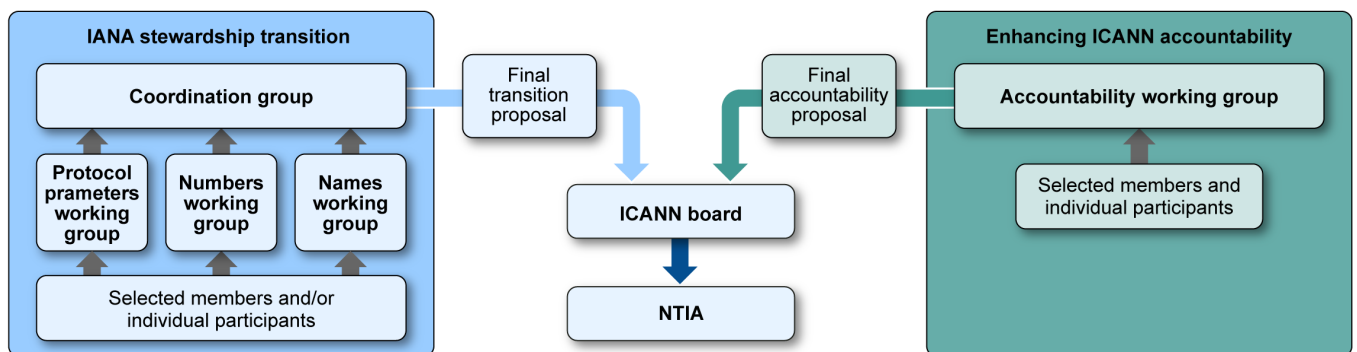 IANA stewardship transition
Coordination group
Protocol
prameters
working
group
Numbers
working
group
Names
working
group
Selected members and/or
individual participants
Final
transition
proposal
Final
accountability
proposal
ICANN board
NTIA
Enhancing ICANN accountability
Accountability working group
Selected members and
individual participants